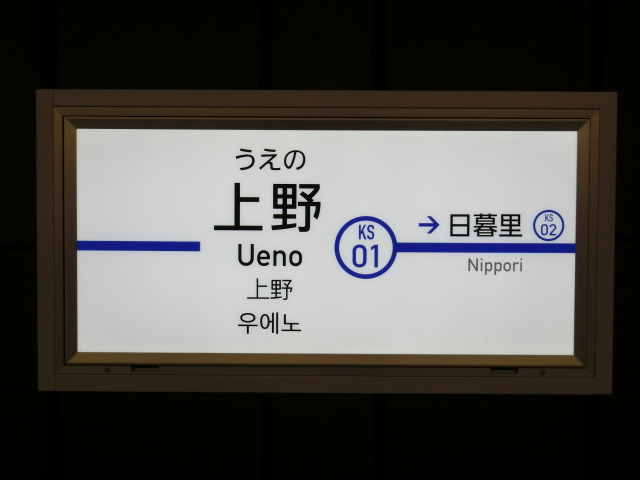 うえの
上野
Ueno
上野
우에노
KS
01
→ 日暮里
KS
02
Nippori